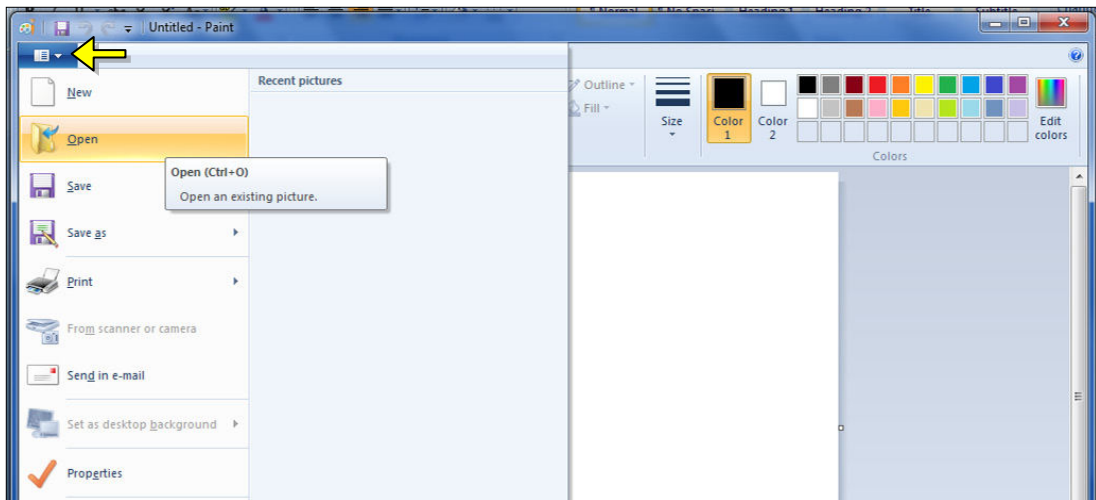 Untitled - Paint
New
Recent pictures
Open
Open (Ctrl+O)
Open an existing picture.
Save
Save as
Print
From scanner or camera
Send in e-mail
Set as desktop background
Properties
Outline
Fill
Size
Color
1
Color
2
Edit
colors
Colors